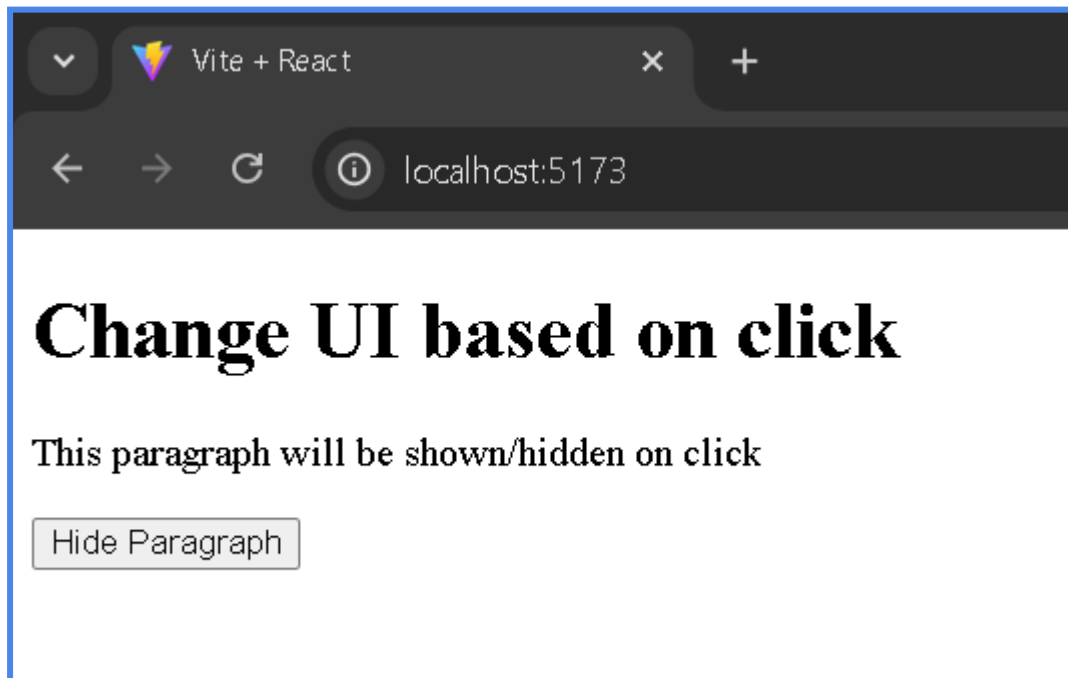 Vite + React
localhost:5173
Change UI based on click
This paragraph will be shown/hidden on click
Hide Paragraph